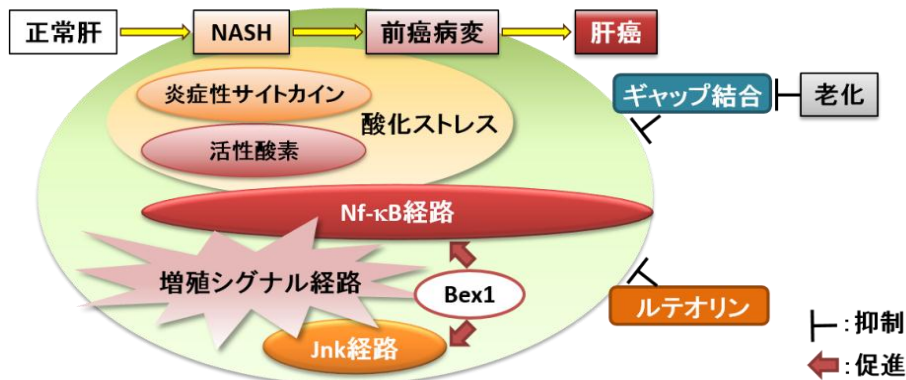 正常肝
NASH
前癌病変
肝癌
炎症性サイトカイン
酸化ストレス
活性酸素
ギャップ結合
老化
Nf-κB経路
増殖シグナル経路
Bex1
ルテオリン
Jnk経路
:抑制
:促進